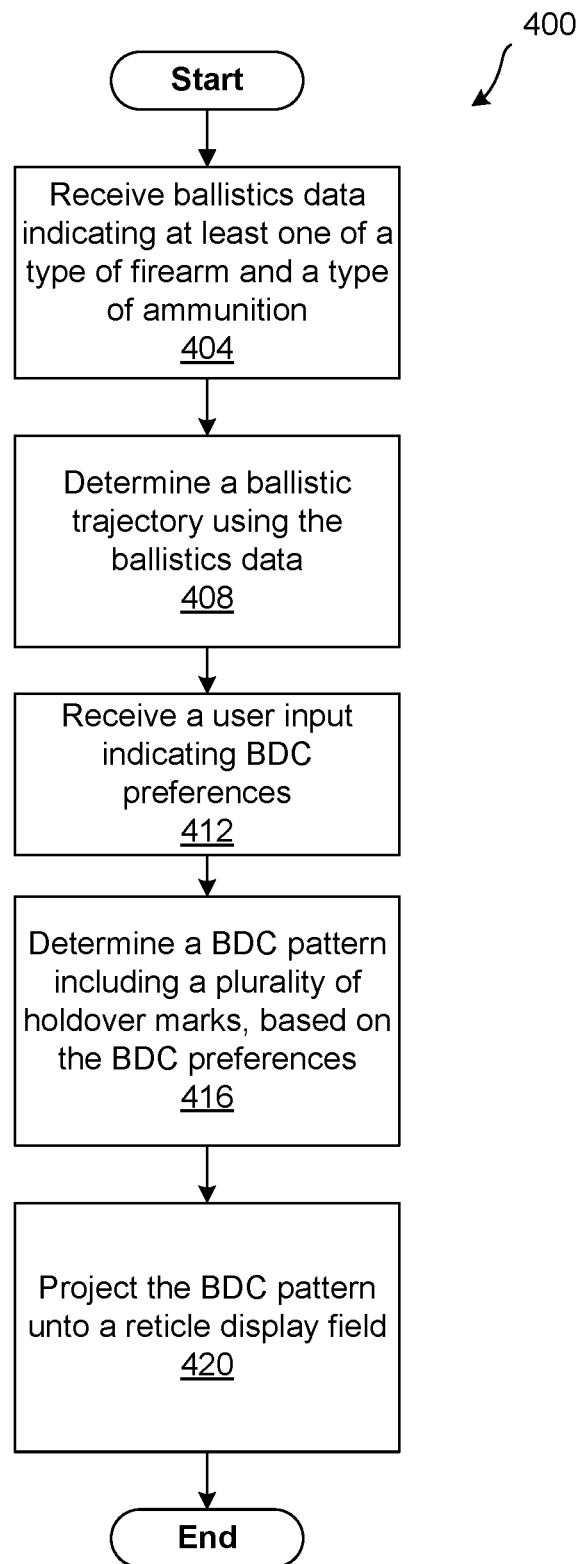 400
Start
Receive ballistics data
indicating at least one of a
type of firearm and a type
of ammunition
404
Determine a ballistic
trajectory using the
ballistics data
408
Receive a user input
indicating BDC
preferences
412
Determine a BDC pattern
including a plurality of
holdover marks, based on
the BDC preferences
416
Project the BDC pattern
unto a reticle display field
420
End